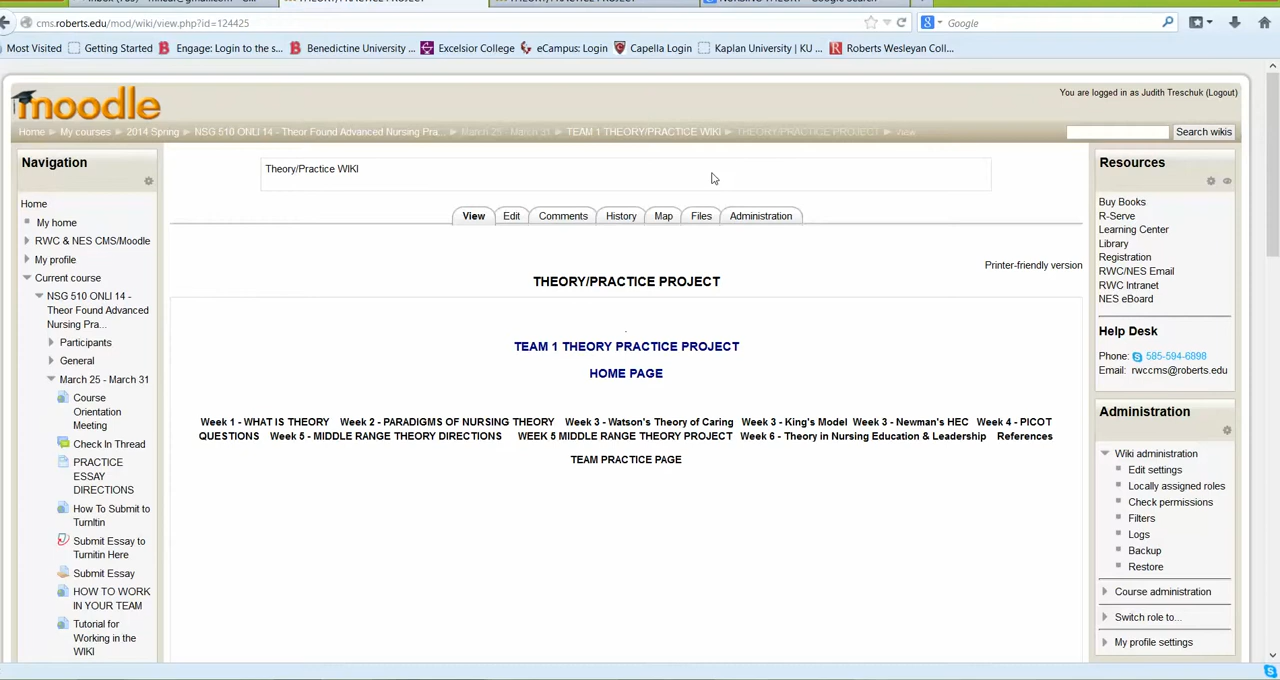 cms.roberts.edu/mod/wiki/view.php?id=124425
Google
Most Visited Getting Started Engage: Login to the s... Benedictine University ... Excelsior College eCampus: Login Capella Login Kaplan University | KU ... Roberts Wesleyan Coll...
moodle
You are logged in as Judith Treschuk (Logout)
Home My courses 2014 Spring NSG 510 ONLI 14 - Theor Found Advanced Nursing Pra... March 25 - March 31 TEAM 1 THEORY/PRACTICE WIKI THEORY/PRACTICE PROJECT View
Search wikis
Navigation
Home
My home
RWC & NES CMS/Moodle
My profile
Current course
NSG 510 ONLI 14 -
Theor Found Advanced
Nursing Pra...
Participants
General
March 25 - March 31
Course
Orientation
Meeting
Check In Thread
PRACTICE
ESSAY
DIRECTIONS
How To Submit to
TurnItin
Submit Essay to
Turnitin Here
Submit Essay
HOW TO WORK
IN YOUR TEAM
Tutorial for
Working in the
WIKI
Theory/Practice WIKI
View Edit Comments History Map Files Administration
Printer-friendly version
THEORY/PRACTICE PROJECT
TEAM 1 THEORY PRACTICE PROJECT
HOME PAGE
Week 1 - WHAT IS THEORY Week 2 - PARADIGMS OF NURSING THEORY Week 3 - Watson's Theory of Caring Week 3 - King's Model Week 3 - Newman's HEC Week 4 - PICOT
QUESTIONS Week 5 - MIDDLE RANGE THEORY DIRECTIONS WEEK 5 MIDDLE RANGE THEORY PROJECT Week 6 - Theory in Nursing Education & Leadership References
TEAM PRACTICE PAGE
Resources
Buy Books
R-Serve
Learning Center
Library
Registration
RWC/NES Email
RWC Intranet
NES eBoard
Help Desk
Phone: 585-594-6898
Email: rwccms@roberts.edu
Administration
Wiki administration
Edit settings
Locally assigned roles
Check permissions
Filters
Logs
Backup
Restore
Course administration
Switch role to...
My profile settings